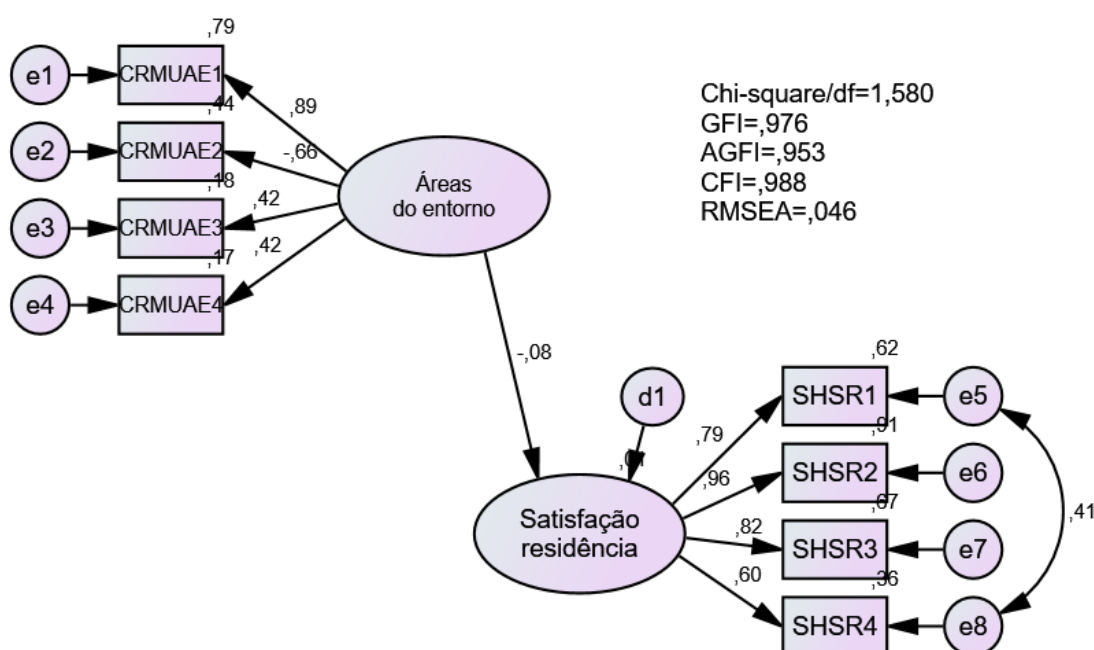 ,79
e1
CRMUAE1
,89
,44
e2
CRMUAE2
-,66
,18
e3
CRMUAE3
,42
,17
e4
CRMUAE4
,42
Áreas
do entorno
Chi-square/df=1,580
GFI=,976
AGFI=,953
CFI=,988
RMSEA=,046
-,08
d1
Satisfação
residência
,62
,79
SHSR1
e5
,91
,96
SHSR2
e6
,67
,82
SHSR3
e7
,36
,60
SHSR4
e8
,41